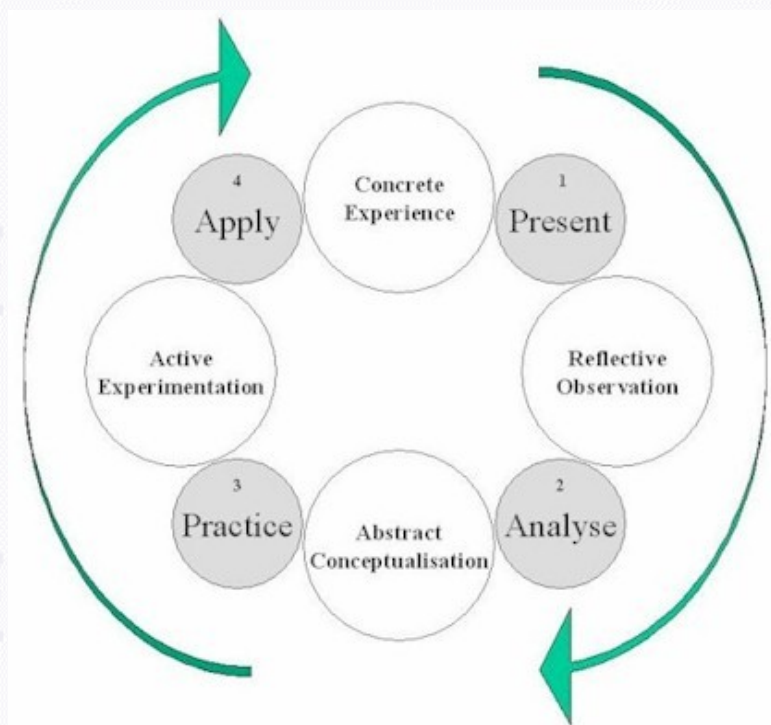 Concrete
Experience
1
Present
Reflective
Observation
2
Analyse
Abstract
Conceptualisation
3
Practice
Active
Experimentation
4
Apply